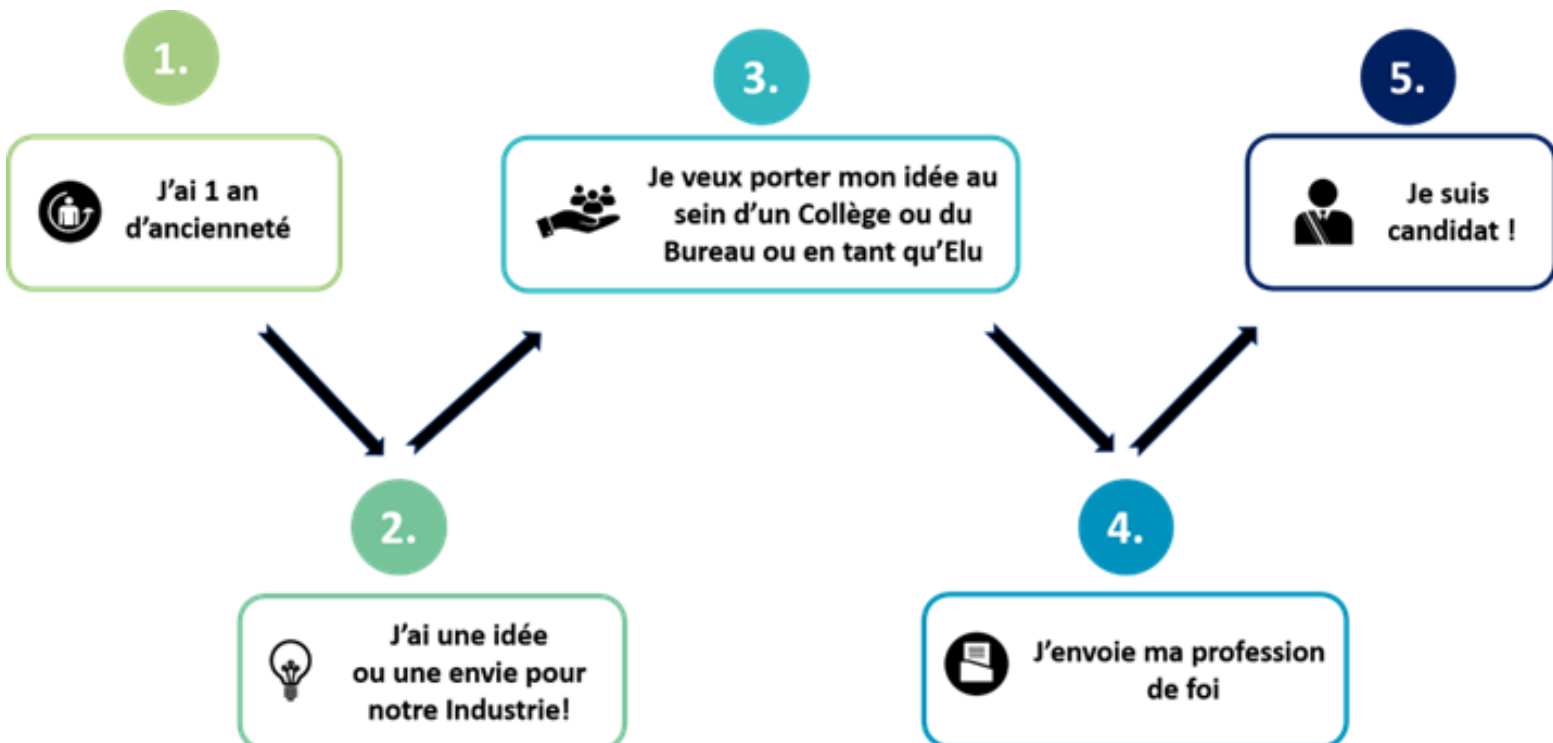 1.
J'ai 1 an
d'ancienneté
2.
J'ai une idée
ou une envie pour
notre Industrie!
3.
Je veux porter mon idée au
sein d'un Collège ou du
Bureau ou en tant qu'Elu
4.
J'envoie ma profession
de foi
5.
Je suis
candidat !